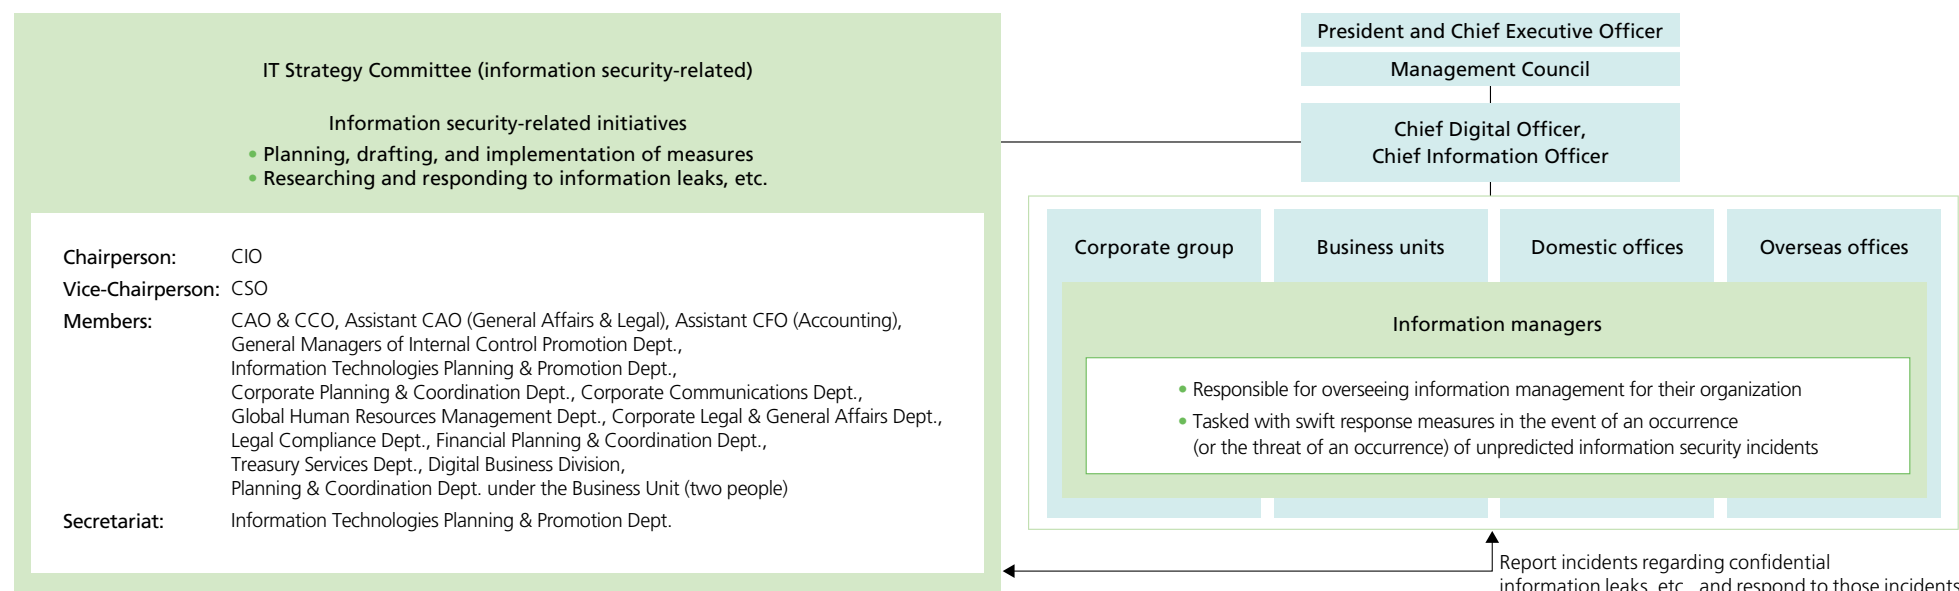 IT Strategy Committee (information security-related)
Information security-related initiatives
• Planning, drafting, and implementation of measures
• Researching and responding to information leaks, etc.
Chairperson: CIO
Vice-Chairperson: CSO
Members: CAO & CCO, Assistant CAO (General Affairs & Legal), Assistant CFO (Accounting),
General Managers of Internal Control Promotion Dept.,
Information Technologies Planning & Promotion Dept.,
Corporate Planning & Coordination Dept., Corporate Communications Dept.,
Global Human Resources Management Dept., Corporate Legal & General Affairs Dept.,
Legal Compliance Dept., Financial Planning & Coordination Dept.,
Treasury Services Dept., Digital Business Division,
Planning & Coordination Dept. under the Business Unit (two people)
Secretariat: Information Technologies Planning & Promotion Dept.
President and Chief Executive Officer
Management Council
Chief Digital Officer,
Chief Information Officer
Corporate group
Business units
Domestic offices
Overseas offices
Information managers
• Responsible for overseeing information management for their organization
• Tasked with swift response measures in the event of an occurrence
(or the threat of an occurrence) of unpredicted information security incidents
Report incidents regarding confidential
information leaks, etc., and respond to those incidents